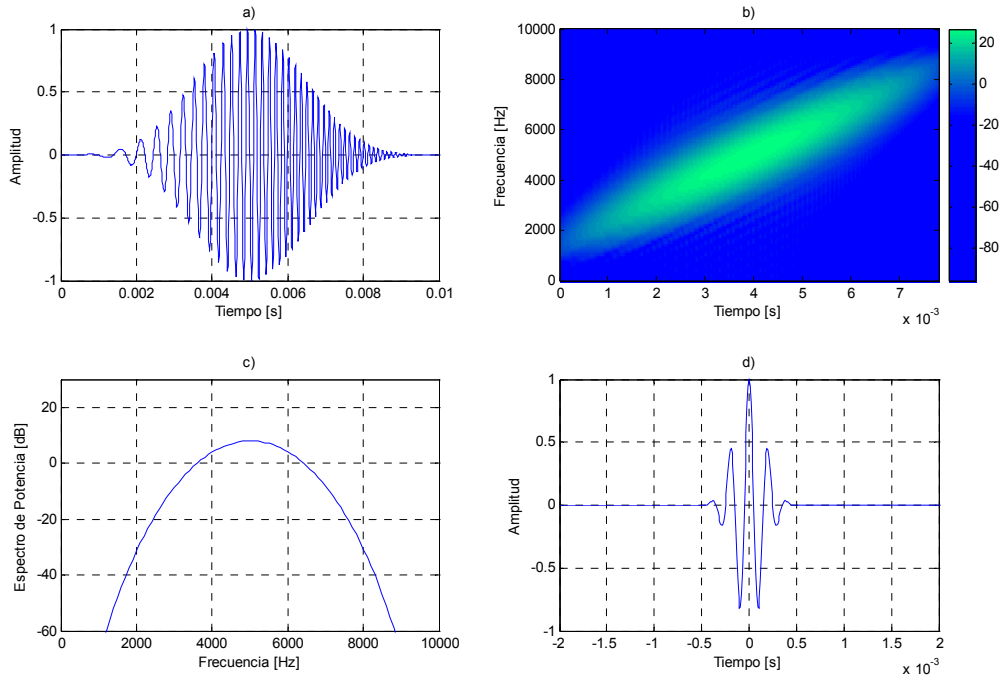 a)
1
0.5
0
-0.5
-1
Amplitud
0 0.002 0.004 0.006 0.008 0.01
Tiempo [s]
b)
10000
8000
6000
4000
2000
0
Frecuencia [Hz]
0 1 2 3 4 5 6 7
Tiempo [s]
x 10⁻³
20
0
-20
-40
-60
-80
c)
20
0
-20
-40
-60
Espectro de Potencia [dB]
0 2000 4000 6000 8000 10000
Frecuencia [Hz]
d)
1
0.5
0
-0.5
-1
Amplitud
-2 -1.5 -1 -0.5 0 0.5 1 1.5 2
Tiempo [s]
x 10⁻³